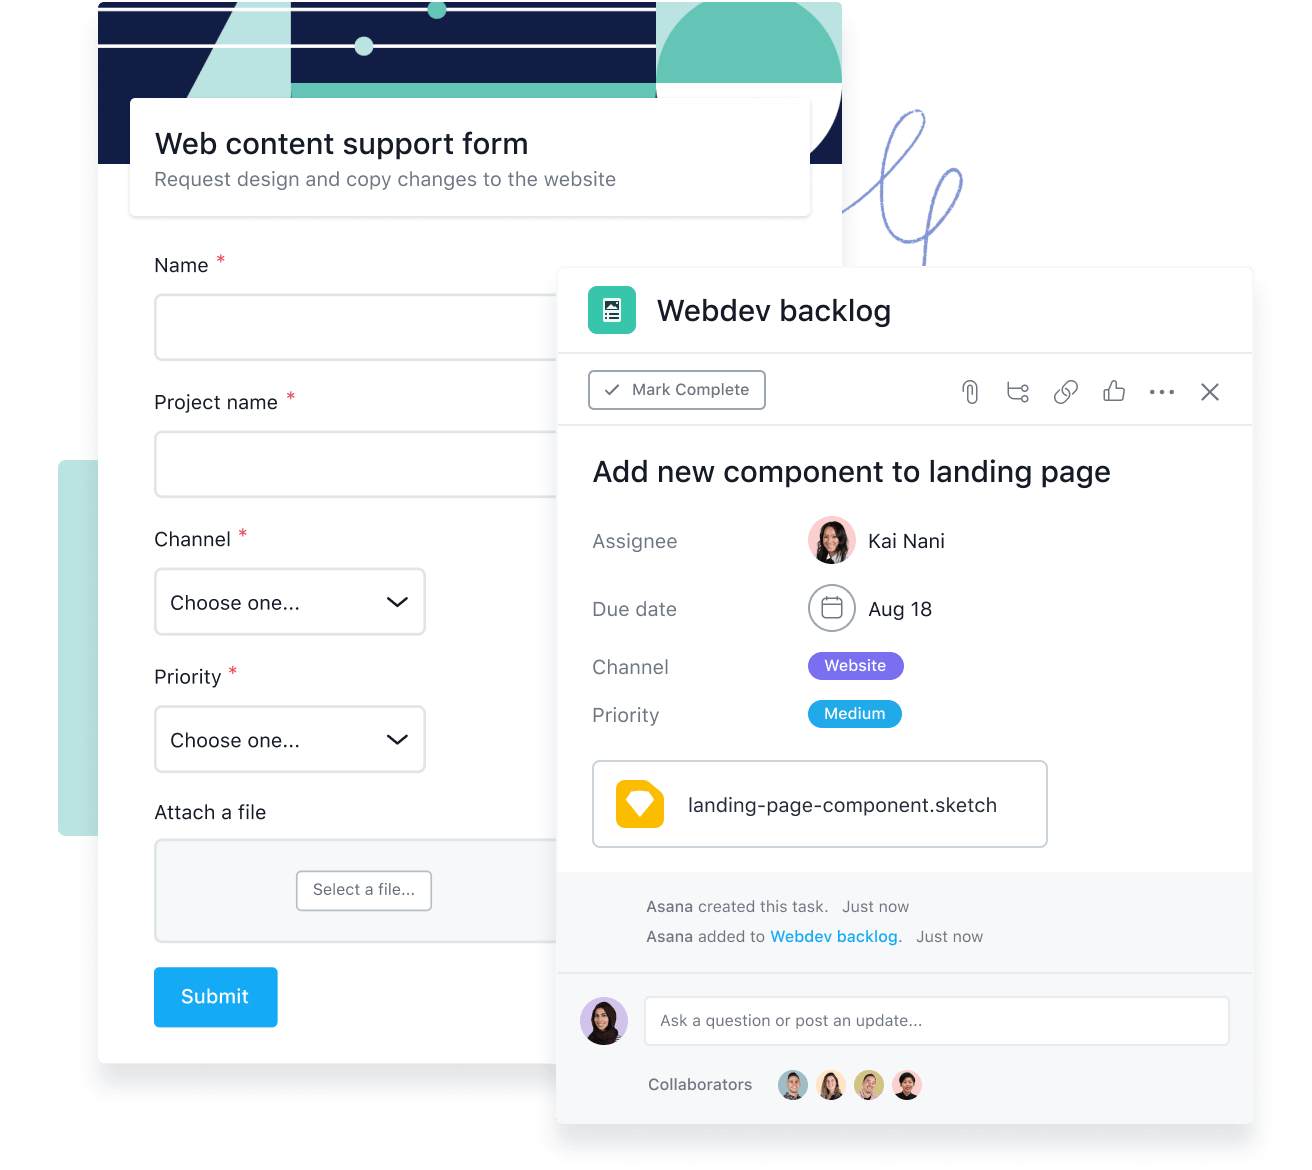 Web content support form
Request design and copy changes to the website
Name *
Project name *
Channel *
Choose one...
Priority *
Choose one...
Attach a file
Select a file...
Submit
Webdev backlog
Mark Complete
Add new component to landing page
Assignee Kai Nani
Due date Aug 18
Channel Website
Priority Medium
landing-page-component.sketch
Asana created this task. Just now
Asana added to Webdev backlog. Just now
Ask a question or post an update...
Collaborators